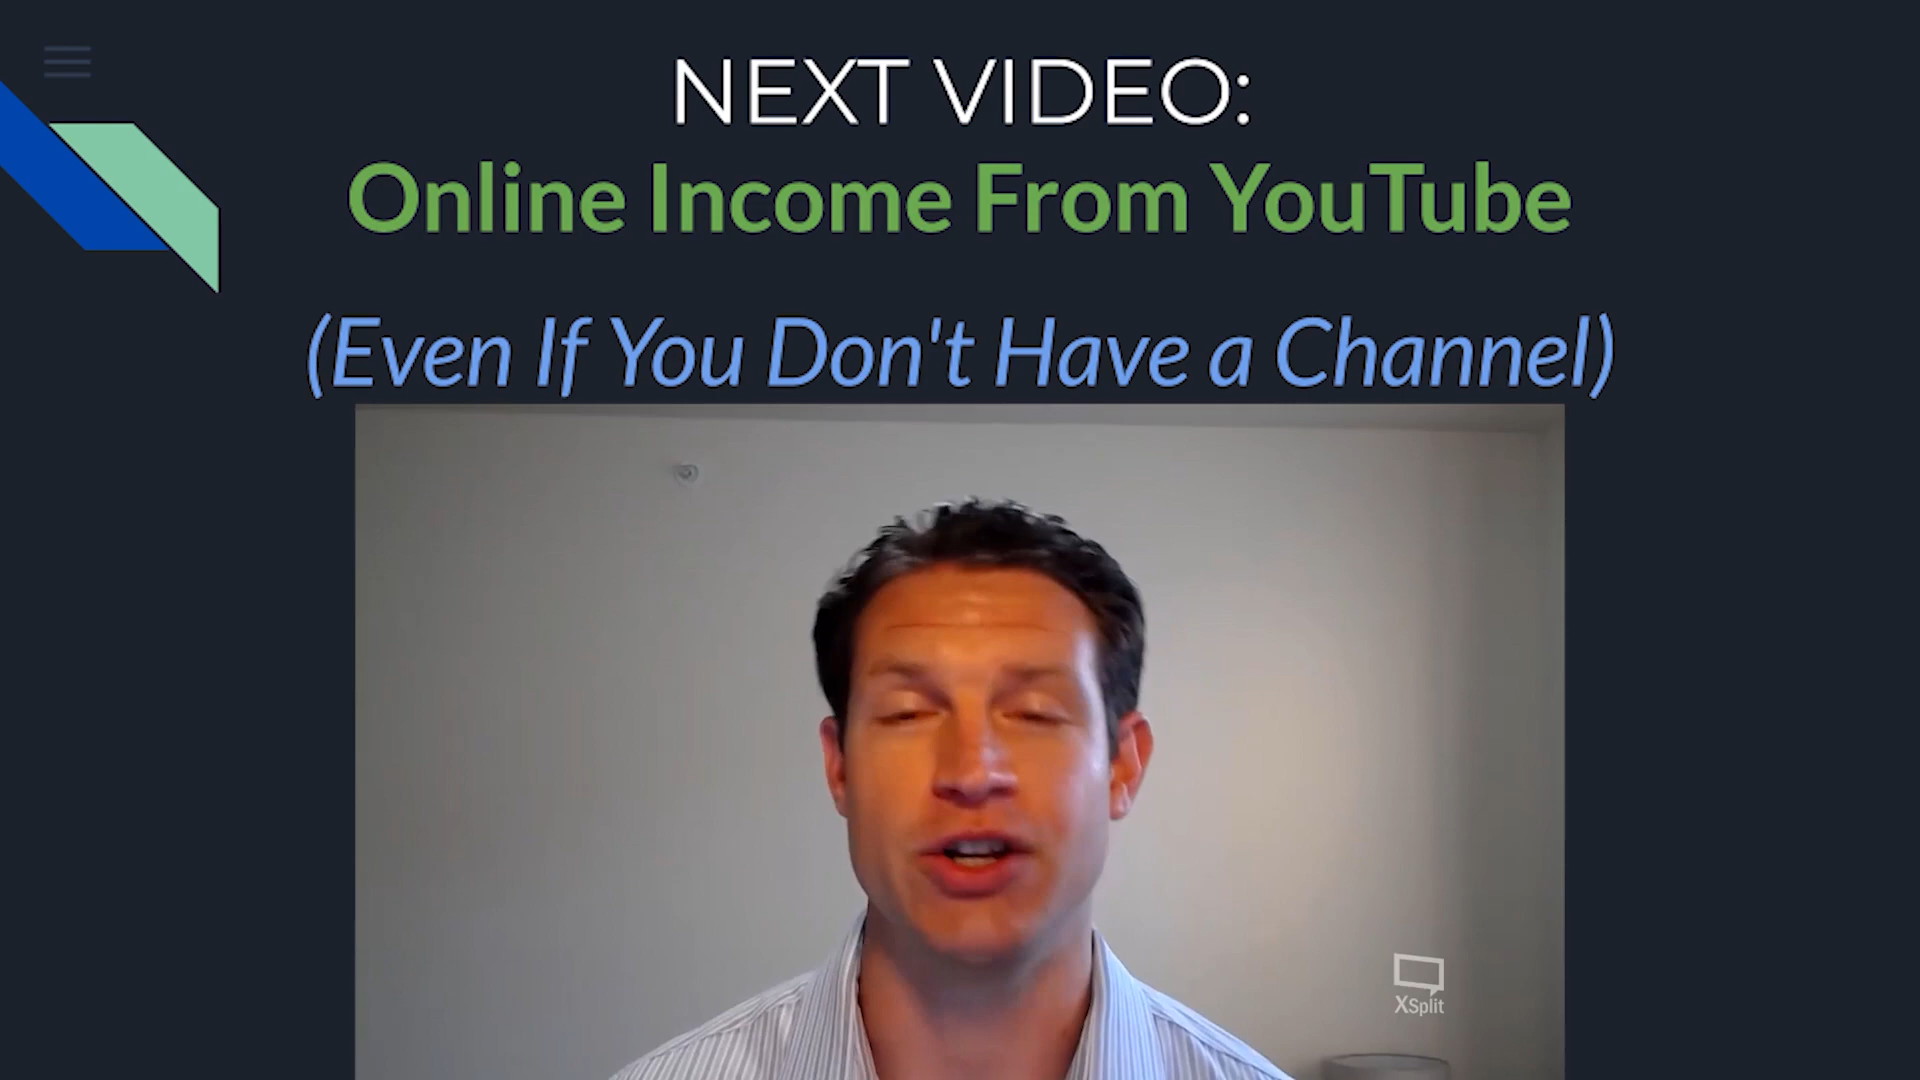 NEXT VIDEO:
Online Income From YouTube
(Even If You Don't Have a Channel)
XSplit